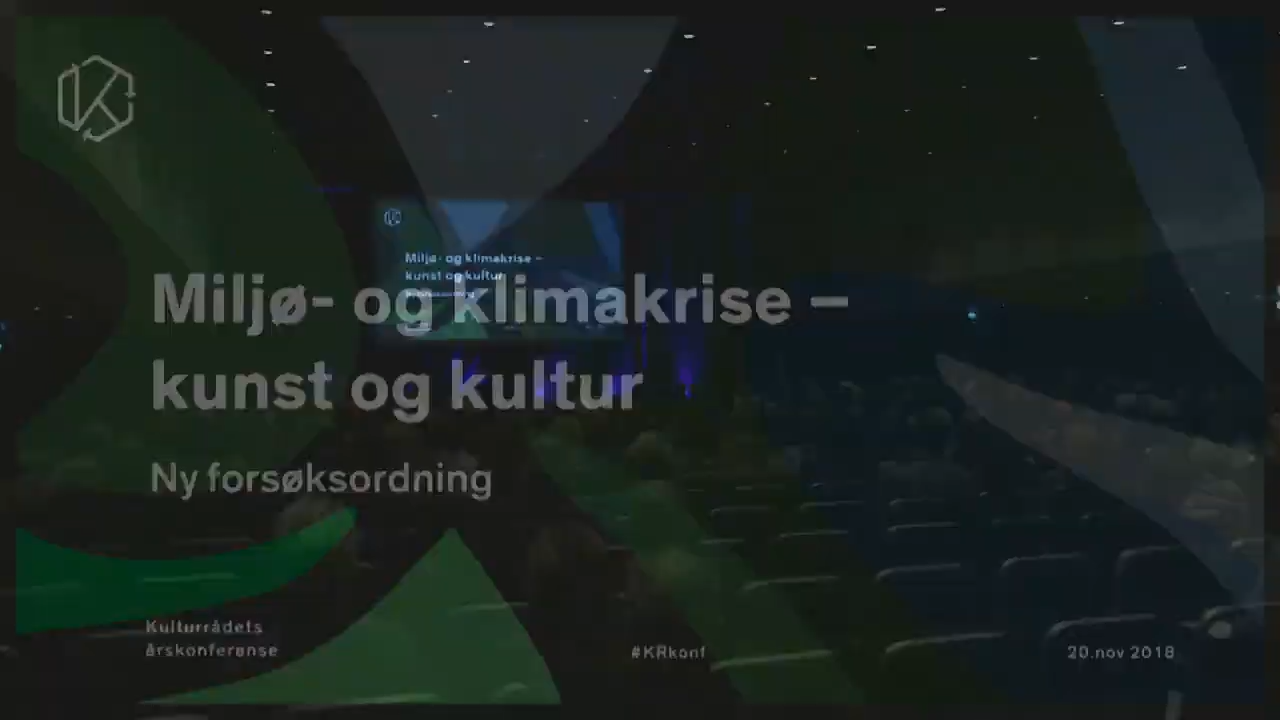 Miljø- og klimakrise –
kunst og kultur
Miljø- og klimakrise –
kunst og kultur
Ny forsøksordning
Kulturrådets
årskonferanse
#KRkonf
20.nov 2018